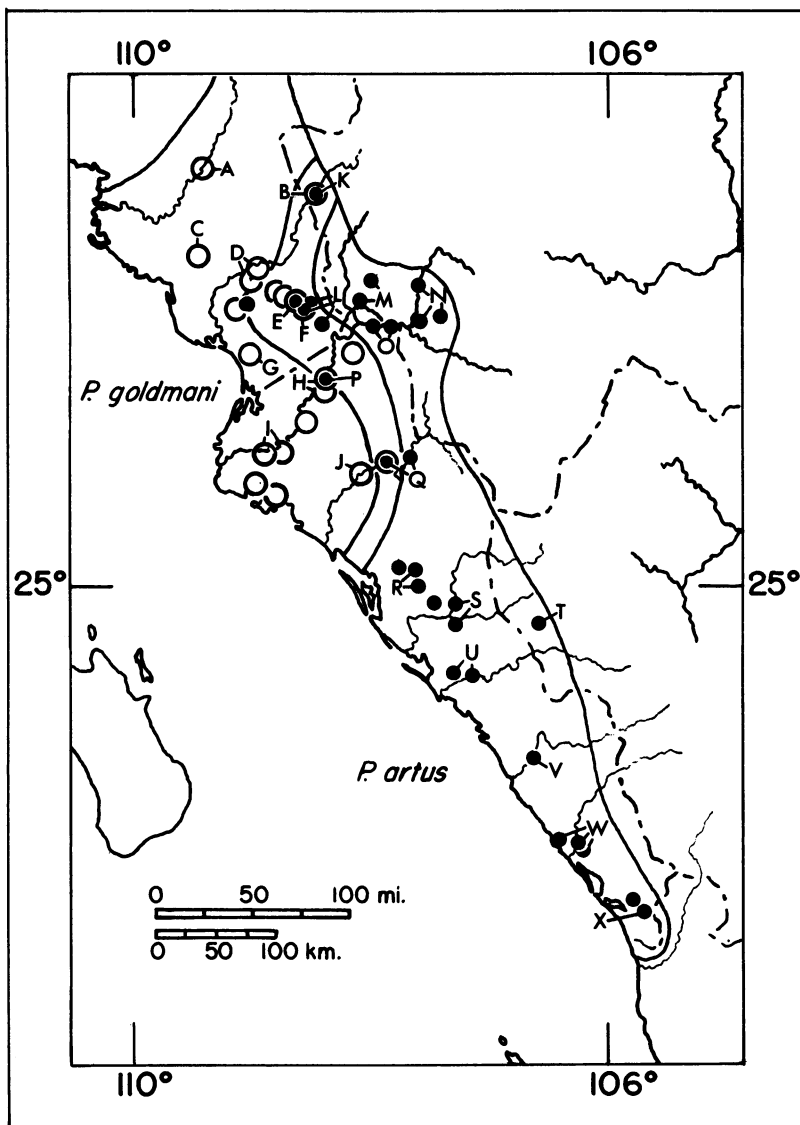 110° 106°
A
B K
C
D
L M N
E F O
G
H P
P. goldmani
I
J Q
25° 25°
R S T
U
P. artus
V
W
0 50 100 mi.
X
0 50 100 km.
110° 106°